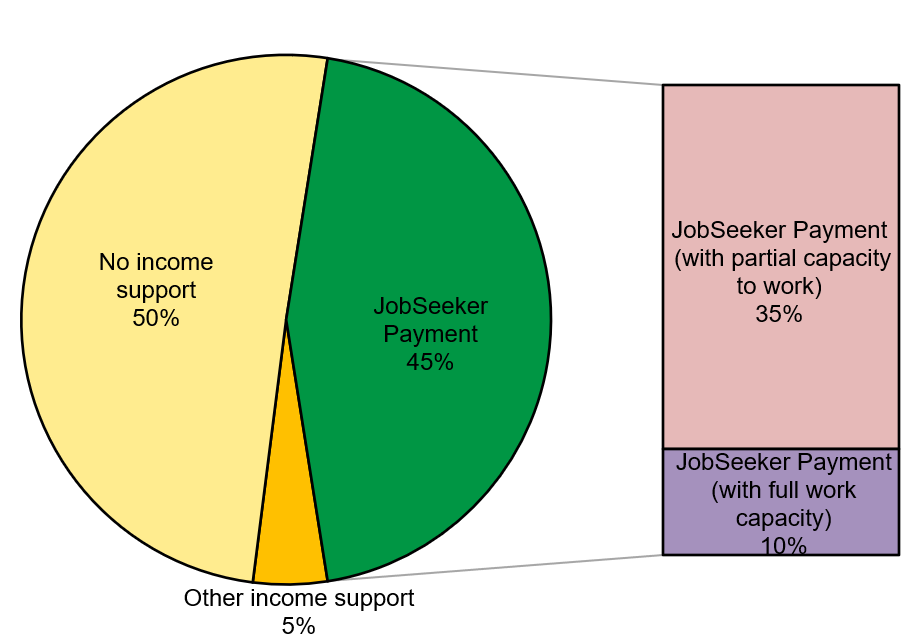 No income
support
50%
JobSeeker
Payment
45%
Other income support
5%
JobSeeker Payment
(with partial capacity
to work)
35%
JobSeeker Payment
(with full work
capacity)
10%